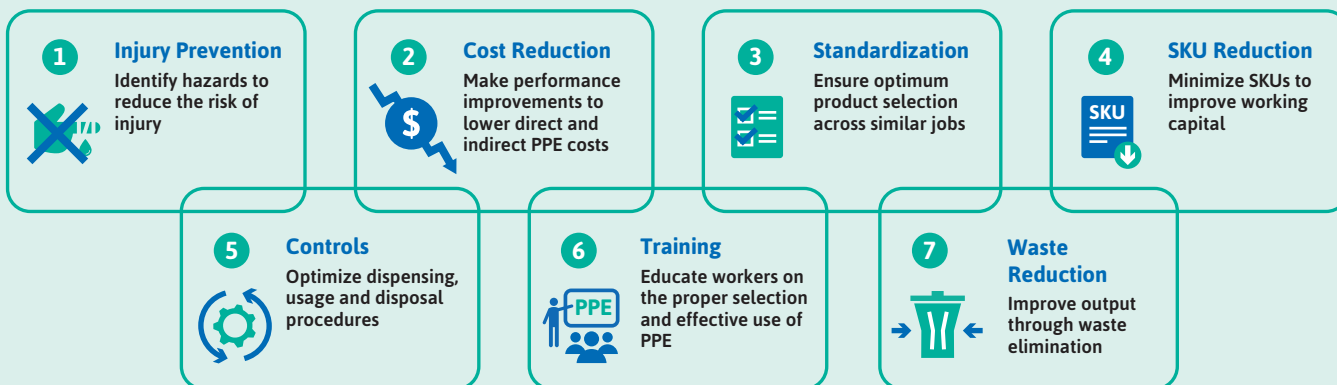 1
Injury Prevention
Identify hazards to
reduce the risk of
injury
2
Cost Reduction
Make performance
improvements to
lower direct and
indirect PPE costs
$
3
Standardization
Ensure optimum
product selection
across similar jobs
4
SKU Reduction
Minimize SKUs to
improve working
capital
SKU
5
Controls
Optimize dispensing,
usage and disposal
procedures
6
Training
Educate workers on
the proper selection
and effective use of
PPE
PPE
7
Waste
Reduction
Improve output
through waste
elimination